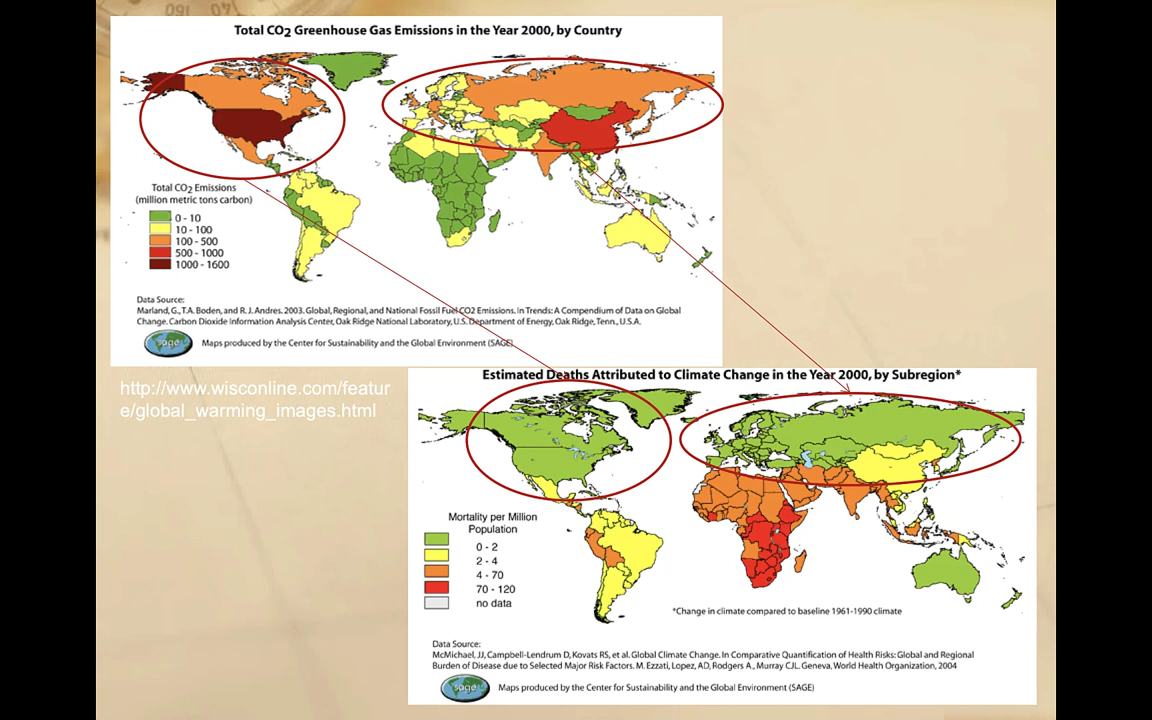 Total CO2 Greenhouse Gas Emissions in the Year 2000, by Country
Total CO2 Emissions
(million metric tons carbon)
0 - 10
10 - 100
100 - 500
500 - 1000
1000 - 1600
Data Source:
Marland, G., T.A. Boden, and R. J. Andres. 2003. Global, Regional, and National Fossil Fuel CO2 Emissions. In Trends: A Compendium of Data on Global
Change. Carbon Dioxide Information Analysis Center, Oak Ridge National Laboratory, U.S. Department of Energy, Oak Ridge, Tenn., U.S.A.
sage
Maps produced by the Center for Sustainability and the Global Environment (SAGE)
http://www.wisconline.com/featur
e/global_warming_images.html
Estimated Deaths Attributed to Climate Change in the Year 2000, by Subregion*
Mortality per Million
Population
0 - 2
2 - 4
4 - 70
70 - 120
no data
*Change in climate compared to baseline 1961-1990 climate
Data Source:
McMichael, JJ, Campbell-Lendrum D, Kovats RS, et al. Global Climate Change. In Comparative Quantification of Health Risks: Global and Regional
Burden of Disease due to Selected Major Risk Factors. M. Ezzati, Lopez, AD, Rodgers A., Murray CJL. Geneva, World Health Organization, 2004
sage
Maps produced by the Center for Sustainability and the Global Environment (SAGE)